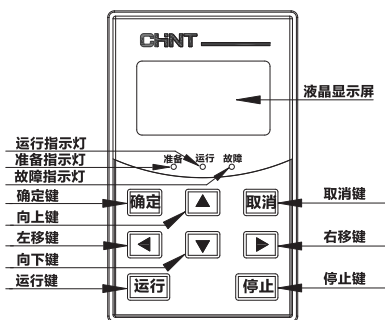 CHNT
液晶显示屏
运行指示灯
准备指示灯
故障指示灯
准备 运行 故障
确定键
确定
取消
取消键
向上键
左移键
右移键
向下键
运行键
运行
停止
停止键